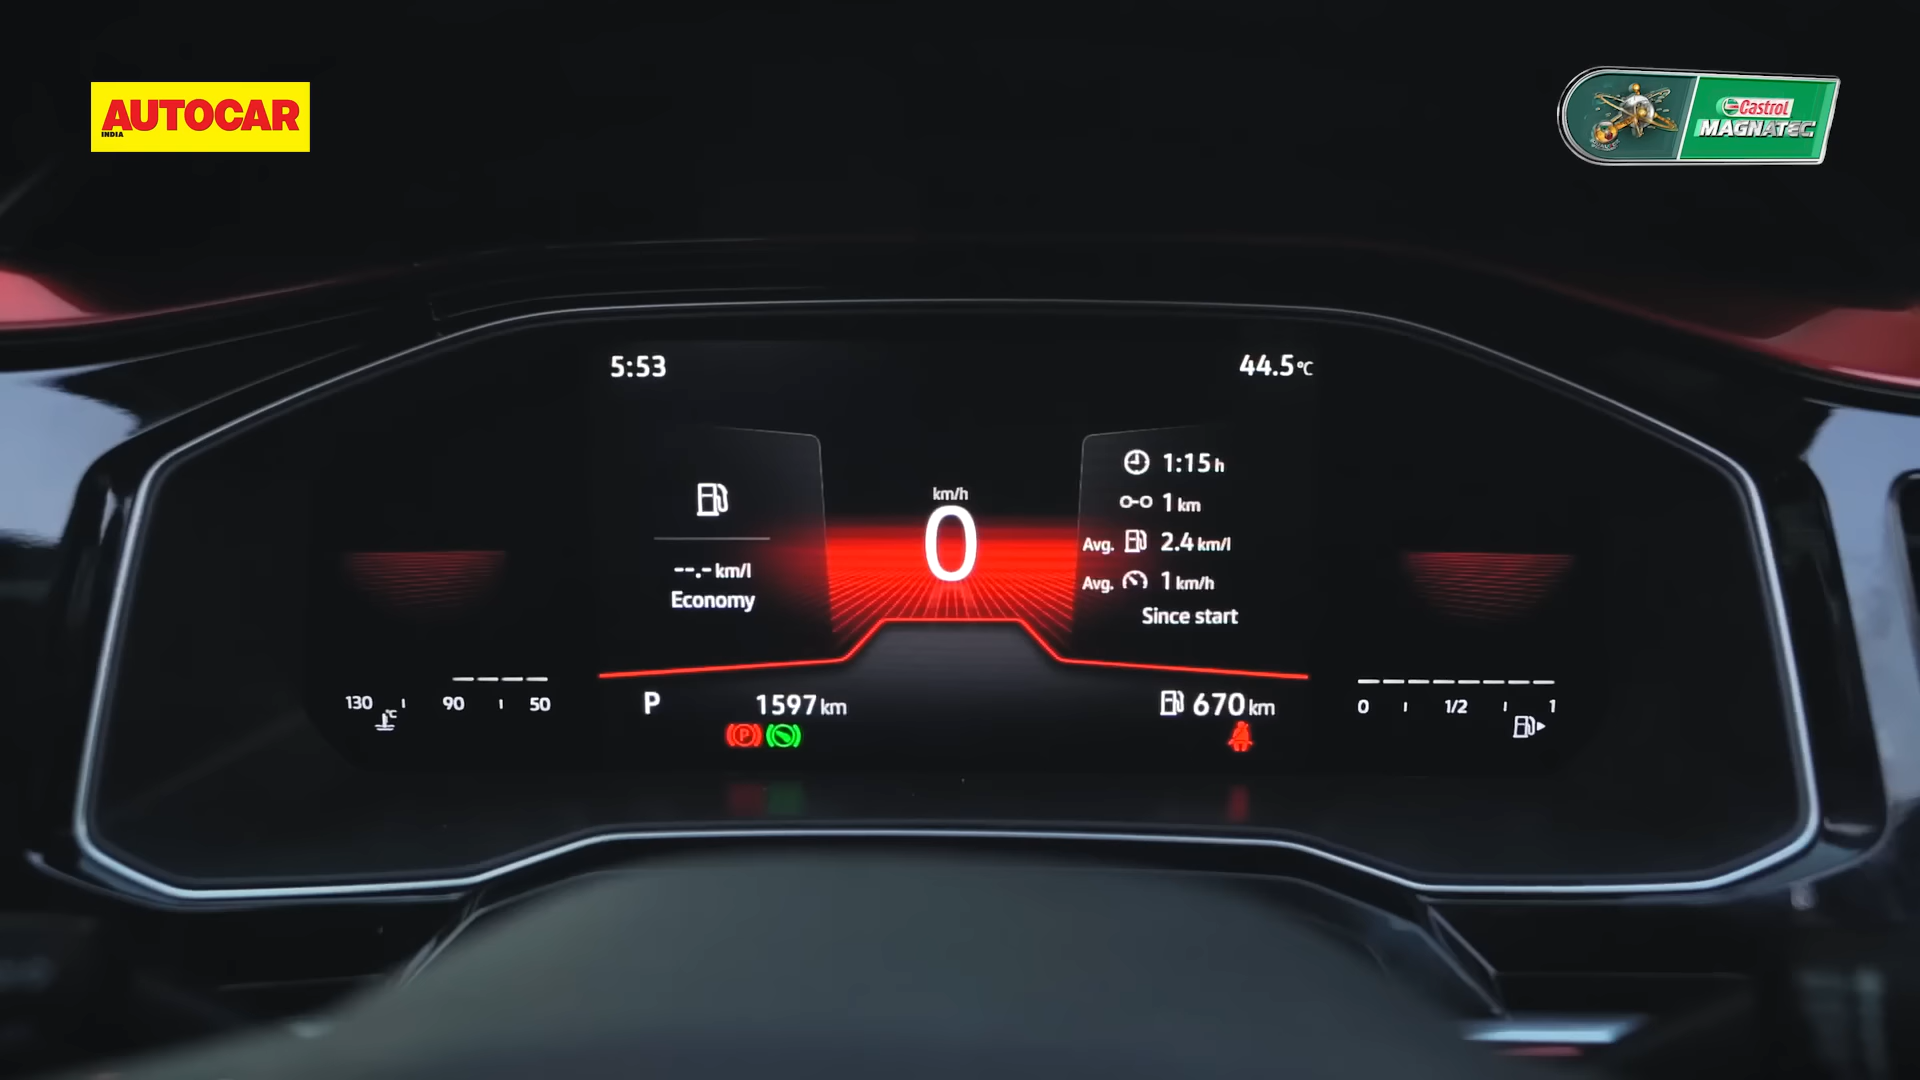 AUTOCAR
INDIA
Castrol
MAGNATEC
5:53
44.5°C
1:15 h
1 km
Avg. 2.4 km/l
Avg. 1 km/h
Since start
km/h
0
--.- km/l
Economy
130 °C 90 50
P 1597 km
670 km
0 1/2 1
P